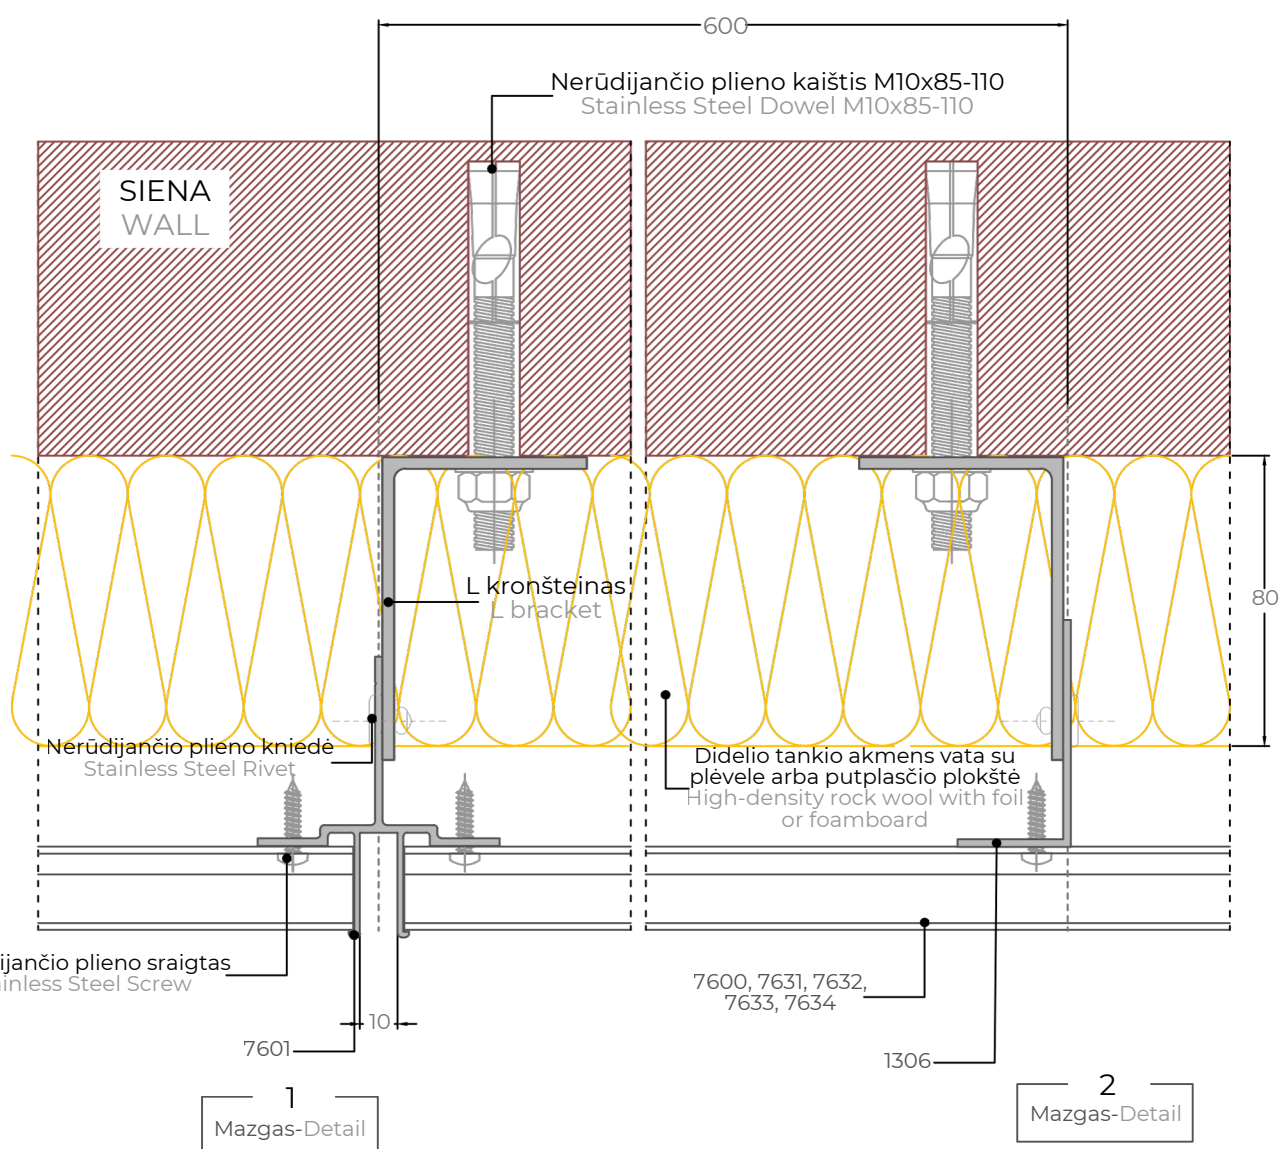 600
Nerūdijančio plieno kaištis M10x85-110
Stainless Steel Dowel M10x85-110
SIENA
WALL
L kronšteinas
L bracket
80
Nerūdijančio plieno kniedė
Stainless Steel Rivet
Didelio tankio akmens vata su
plėvele arba putplasčio plokštė
High-density rock wool with foil
or foamboard
ijančio plieno sraigtas
inless Steel Screw
7600, 7631, 7632,
7633, 7634
10
7601
1306
1
Mazgas-Detail
2
Mazgas-Detail